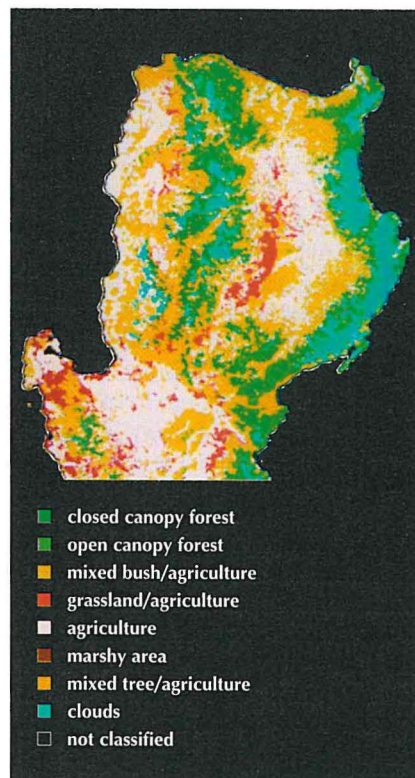 closed canopy forest
open canopy forest
mixed bush/agriculture
grassland/agriculture
agriculture
marshy area
mixed tree/agriculture
clouds
not classified